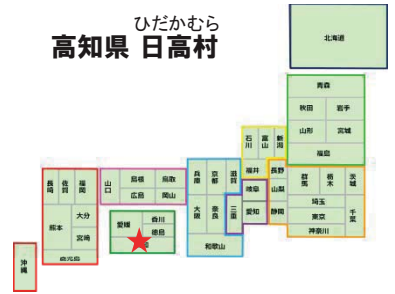 ひだかむら
高知県 日高村
北海道
青森
秋田 岩手
山形 宮城
福島
石川 富山 新潟
福井 長野
岐阜 山梨
愛知 静岡
群馬 栃木 茨城
埼玉
東京 千葉
神奈川
兵庫 京都 滋賀
大阪 奈良 三重
和歌山
山口 島根 鳥取
広島 岡山
愛媛 香川
徳島
長崎 佐賀 福岡
熊本 大分
宮崎
鹿児島
沖縄